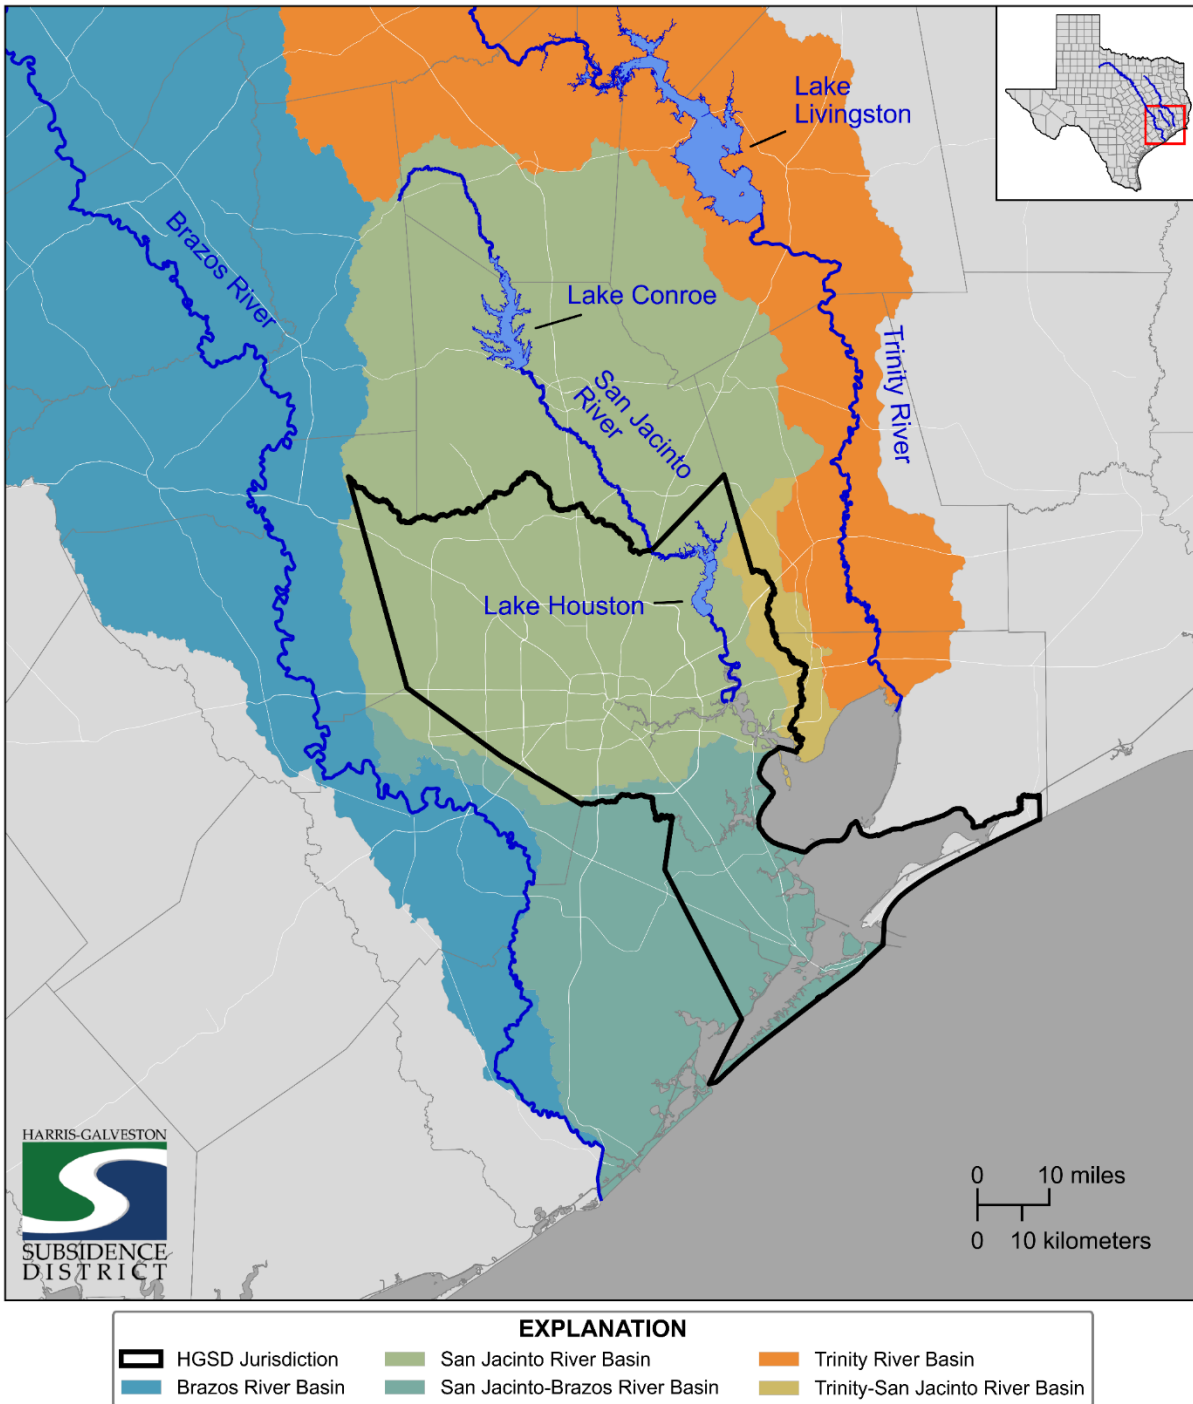 Lake
Livingston
Brazos River
Lake Conroe
San Jacinto
River
Trinity River
Lake Houston
HARRIS-GALVESTON
SUBSIDENCE
DISTRICT
0 10 miles
0 10 kilometers
EXPLANATION
HGSD Jurisdiction
San Jacinto River Basin
Trinity River Basin
Brazos River Basin
San Jacinto-Brazos River Basin
Trinity-San Jacinto River Basin